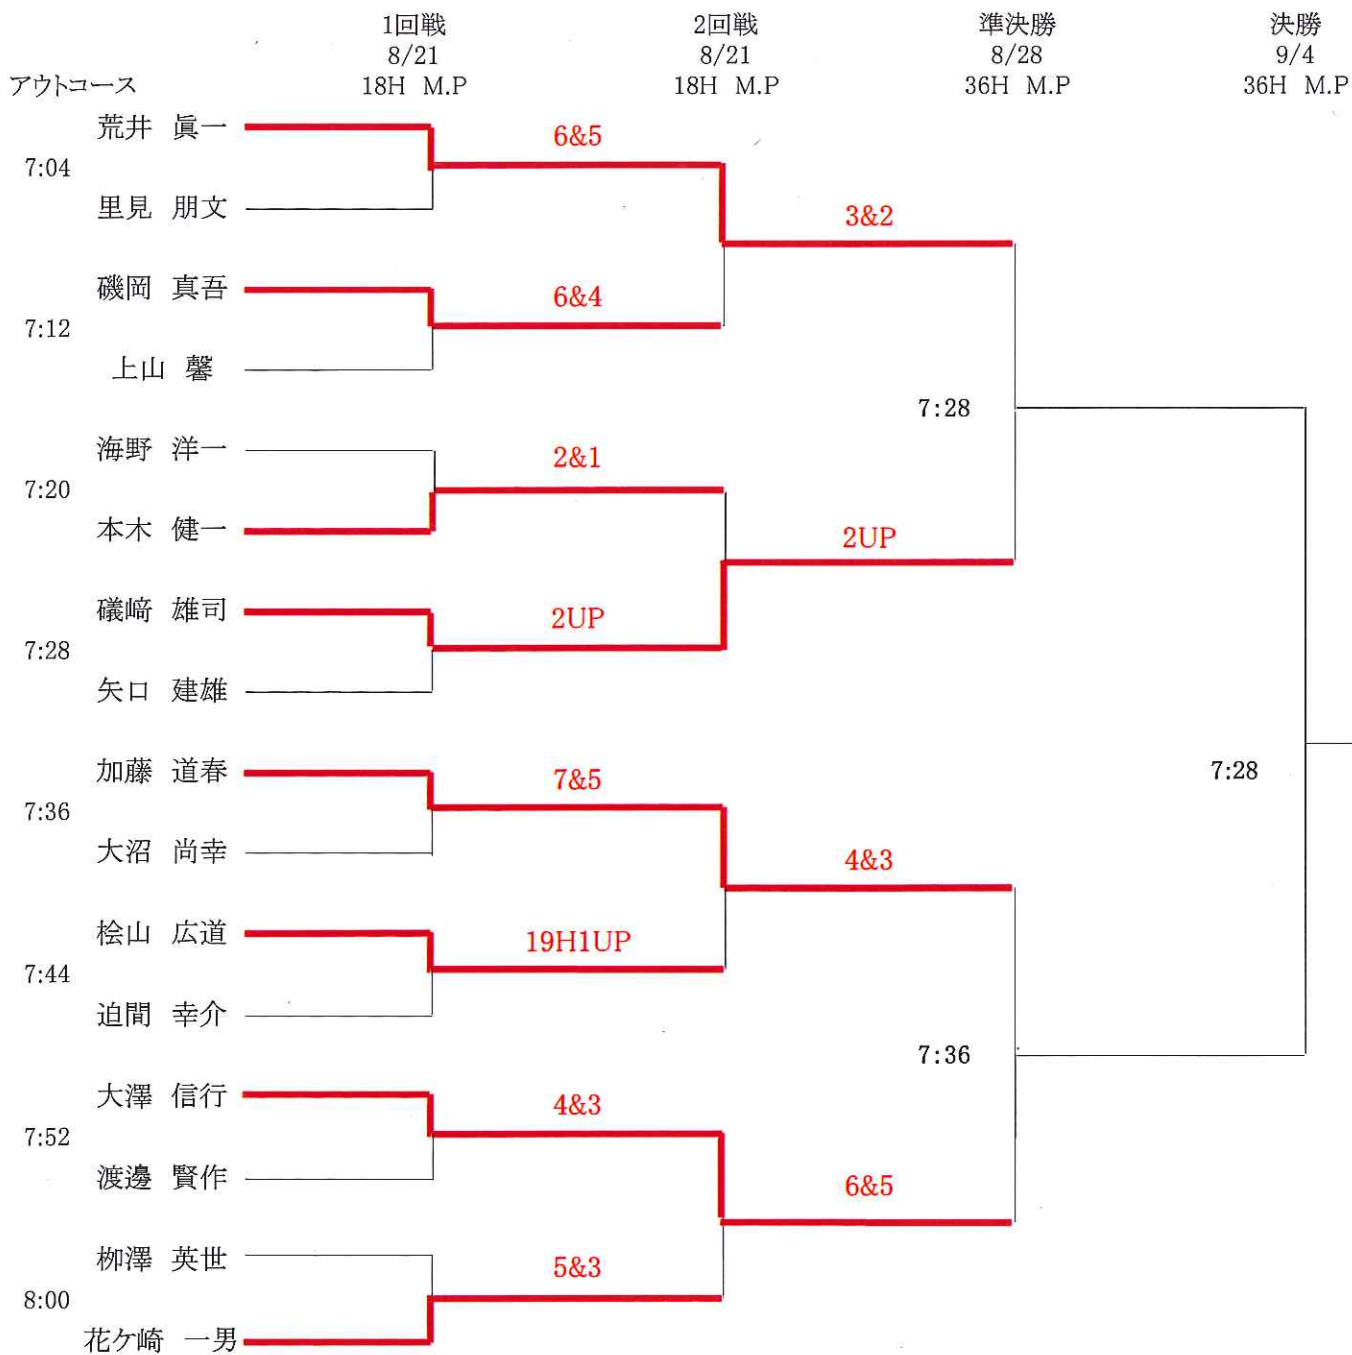 1回戦 2回戦 準決勝 決勝
8/21 8/21 8/28 9/4
アウトコース 18H M.P 18H M.P 36H M.P 36H M.P
荒井 眞一 6&5
7:04
里見 朋文 3&2
磯岡 真吾 6&4
7:12
上山 馨
7:28
海野 洋一 2&1
7:20
本木 健一 2UP
礒﨑 雄司 2UP
7:28
矢口 建雄
加藤 道春 7&5 7:28
7:36
大沼 尚幸 4&3
桧山 広道 19H1UP
7:44
迫間 幸介
7:36
大澤 信行 4&3
7:52
渡邊 賢作 6&5
栁澤 英世 5&3
8:00
花ケ崎 一男